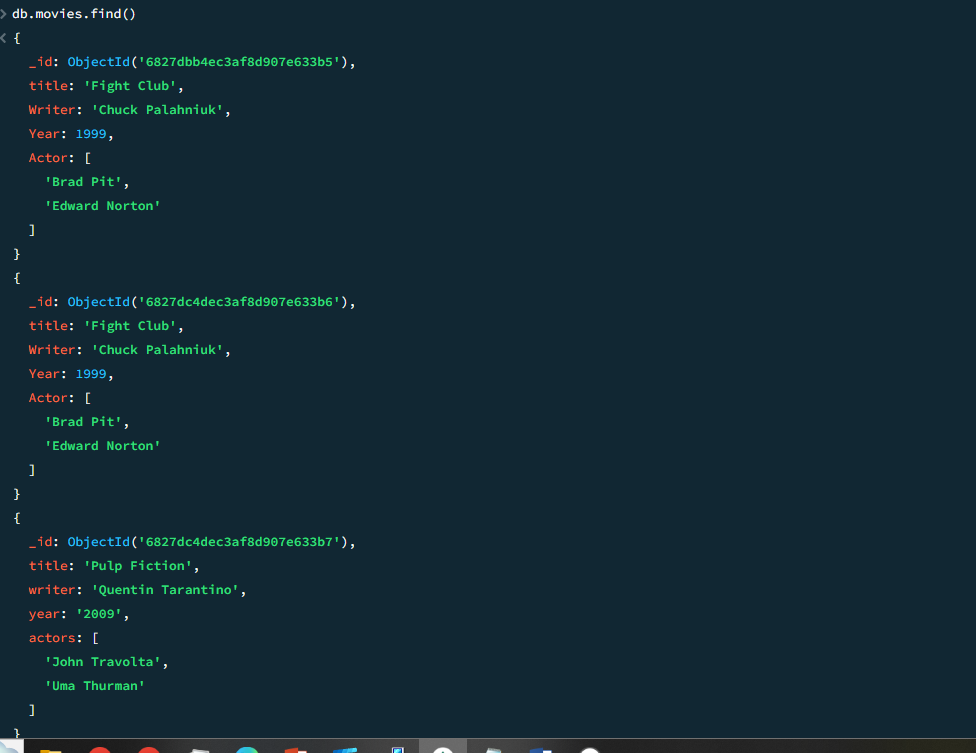 > db.movies.find()
< {
_id: ObjectId('6827dbb4ec3af8d907e633b5'),
title: 'Fight Club',
Writer: 'Chuck Palahniuk',
Year: 1999,
Actor: [
'Brad Pit',
'Edward Norton'
]
}
{
_id: ObjectId('6827dc4dec3af8d907e633b6'),
title: 'Fight Club',
Writer: 'Chuck Palahniuk',
Year: 1999,
Actor: [
'Brad Pit',
'Edward Norton'
]
}
{
_id: ObjectId('6827dc4dec3af8d907e633b7'),
title: 'Pulp Fiction',
writer: 'Quentin Tarantino',
year: '2009',
actors: [
'John Travolta',
'Uma Thurman'
]
}